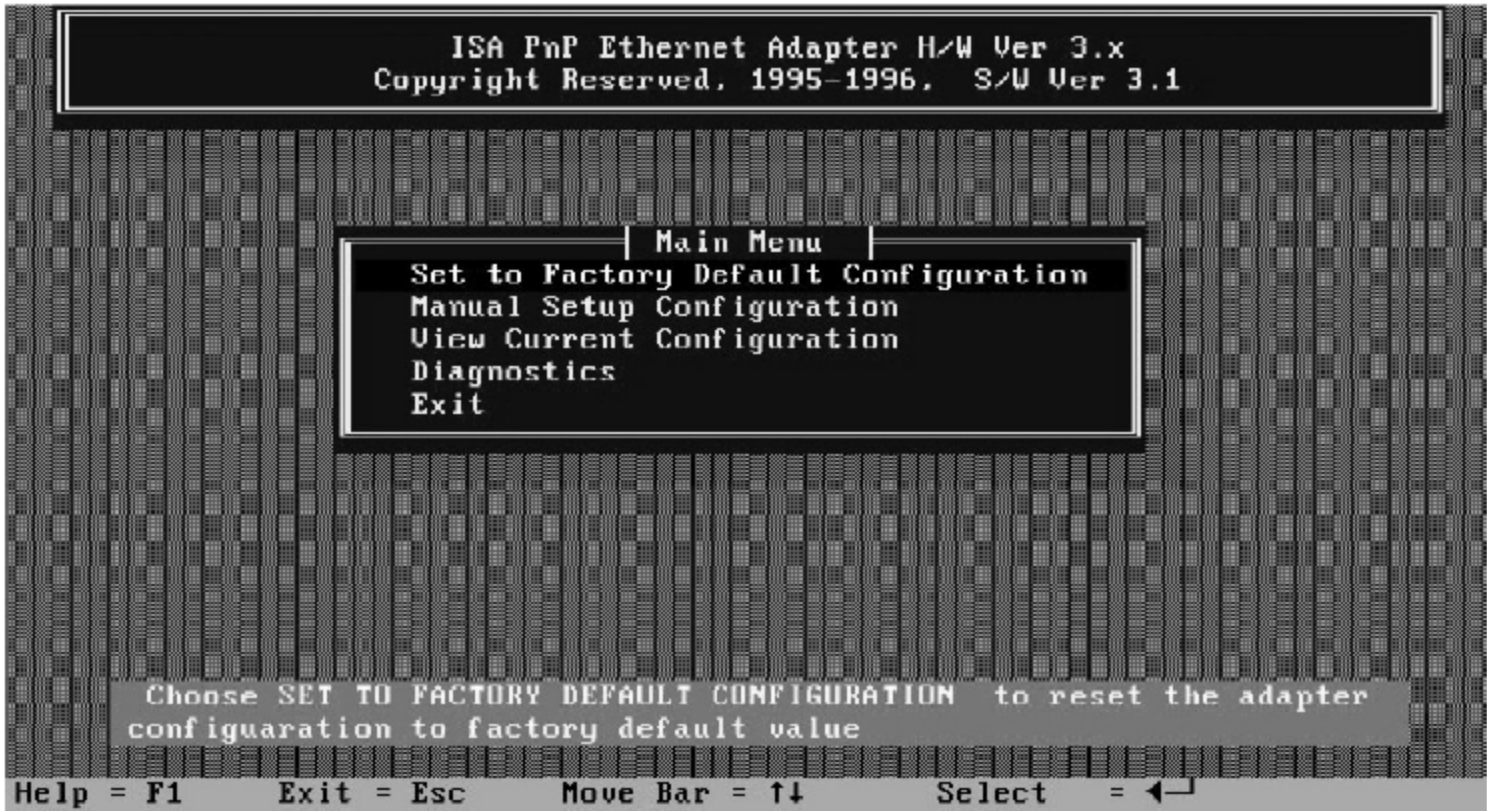 ISA PnP Ethernet Adapter H/W Ver 3.x
Copyright Reserved, 1995-1996, S/W Ver 3.1
Main Menu
Set to Factory Default Configuration
Manual Setup Configuration
View Current Configuration
Diagnostics
Exit
Choose SET TO FACTORY DEFAULT CONFIGURATION to reset the adapter
configuaration to factory default value
Help = F1 Exit = Esc Move Bar = ↑↓ Select = ◄┘